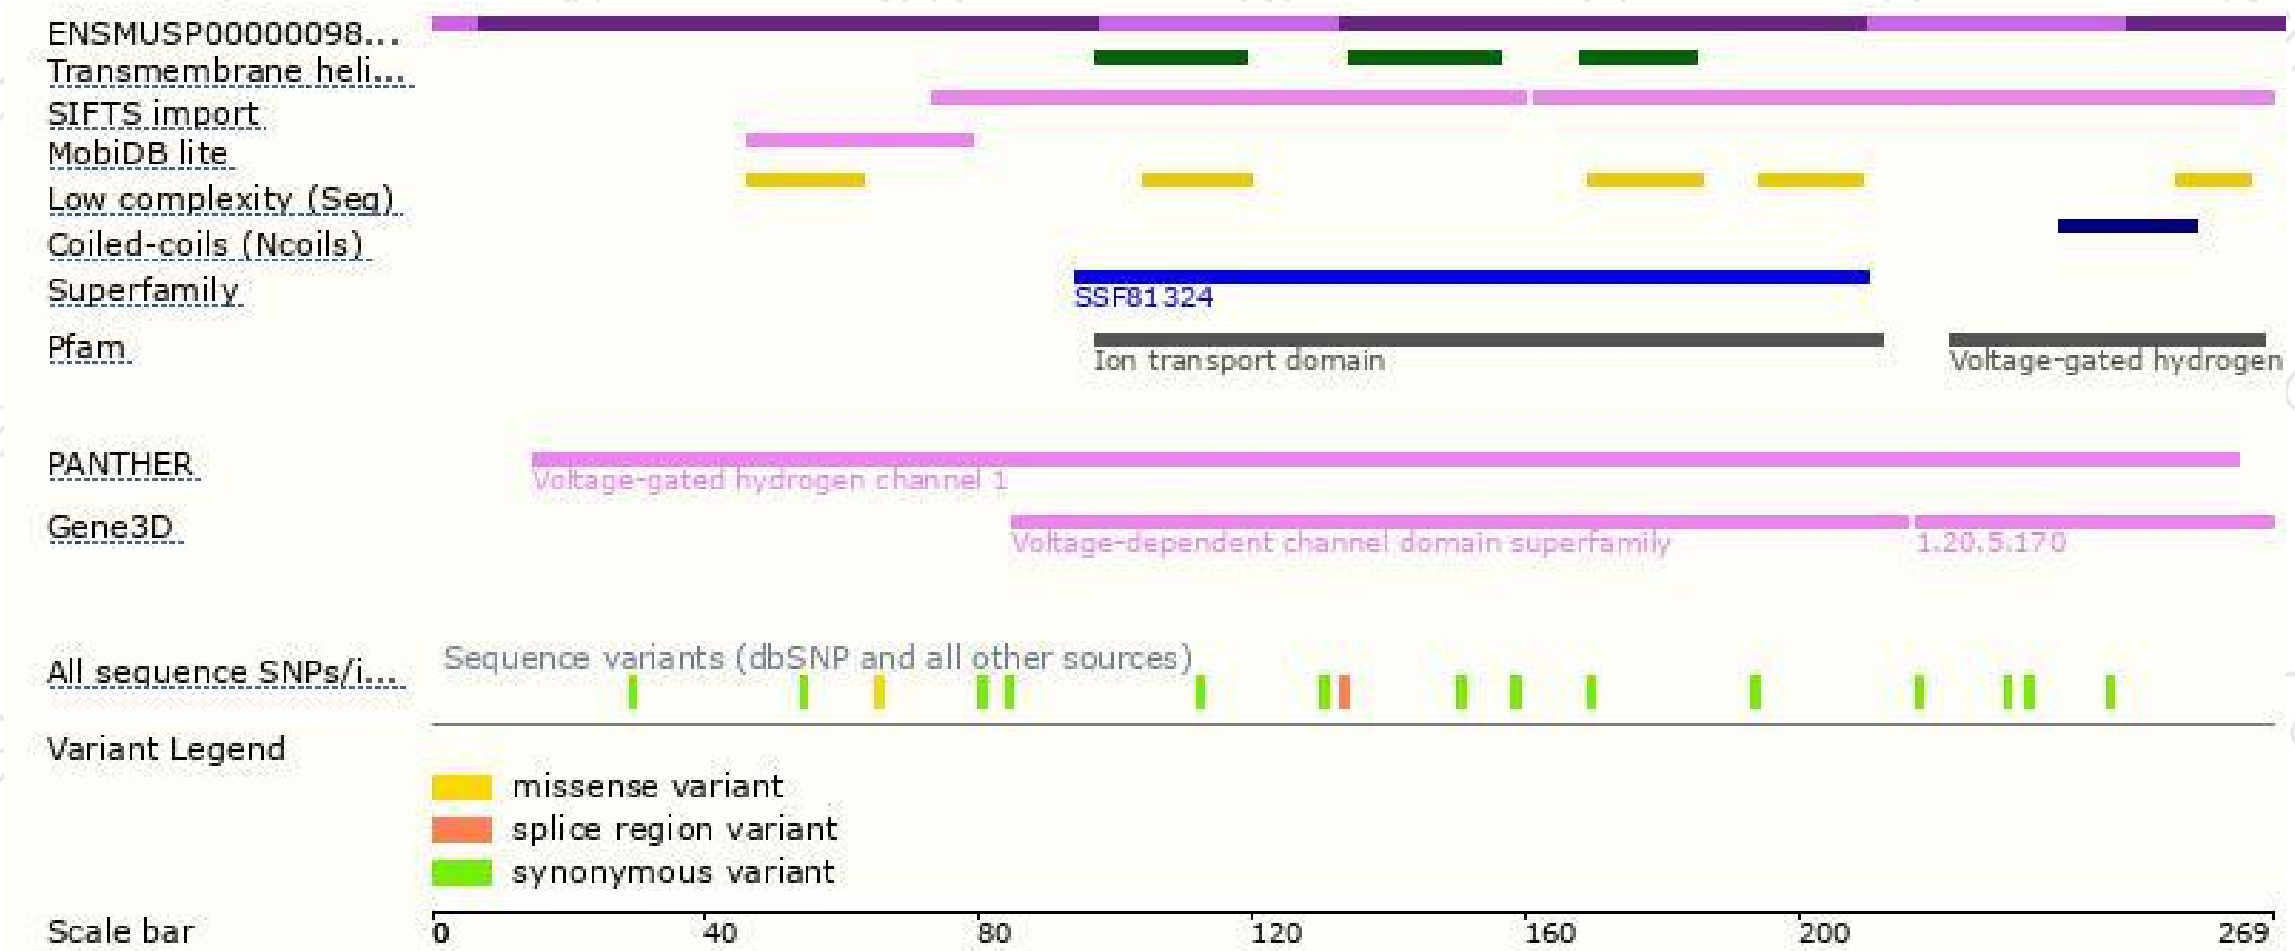 ENSMUSP00000098...
Transmembrane heli...
SIFTS import
MobiDB lite
Low complexity (Seg)
Coiled-coils (Ncoils)
Superfamily
SSF81324
Pfam
Ion transport domain
Voltage-gated hydrogen
PANTHER
Voltage-gated hydrogen channel 1
Gene3D
Voltage-dependent channel domain superfamily
1.20.5.170
Sequence variants (dbSNP and all other sources)
All sequence SNPs/i...
Variant Legend
missense variant
splice region variant
synonymous variant
Scale bar
0 40 80 120 160 200 269